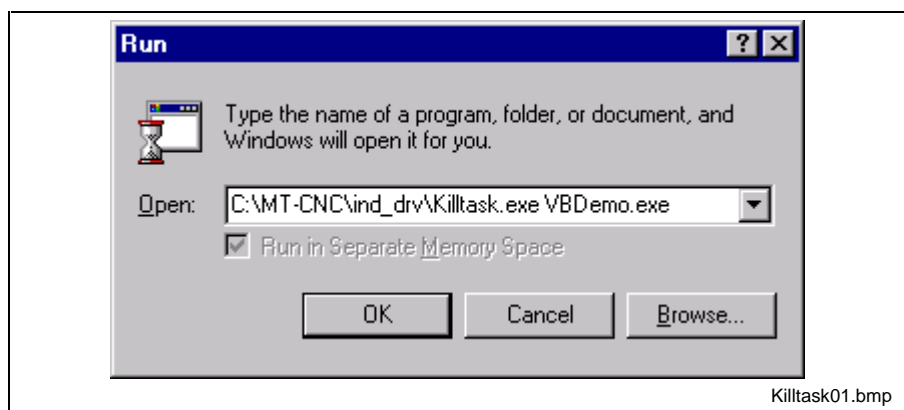 Run
Type the name of a program, folder, or document, and
Windows will open it for you.
Open: C:\MT-CNC\ind_drv\Killtask.exe VBDemo.exe
Run in Separate Memory Space
OK Cancel Browse...
Killtask01.bmp